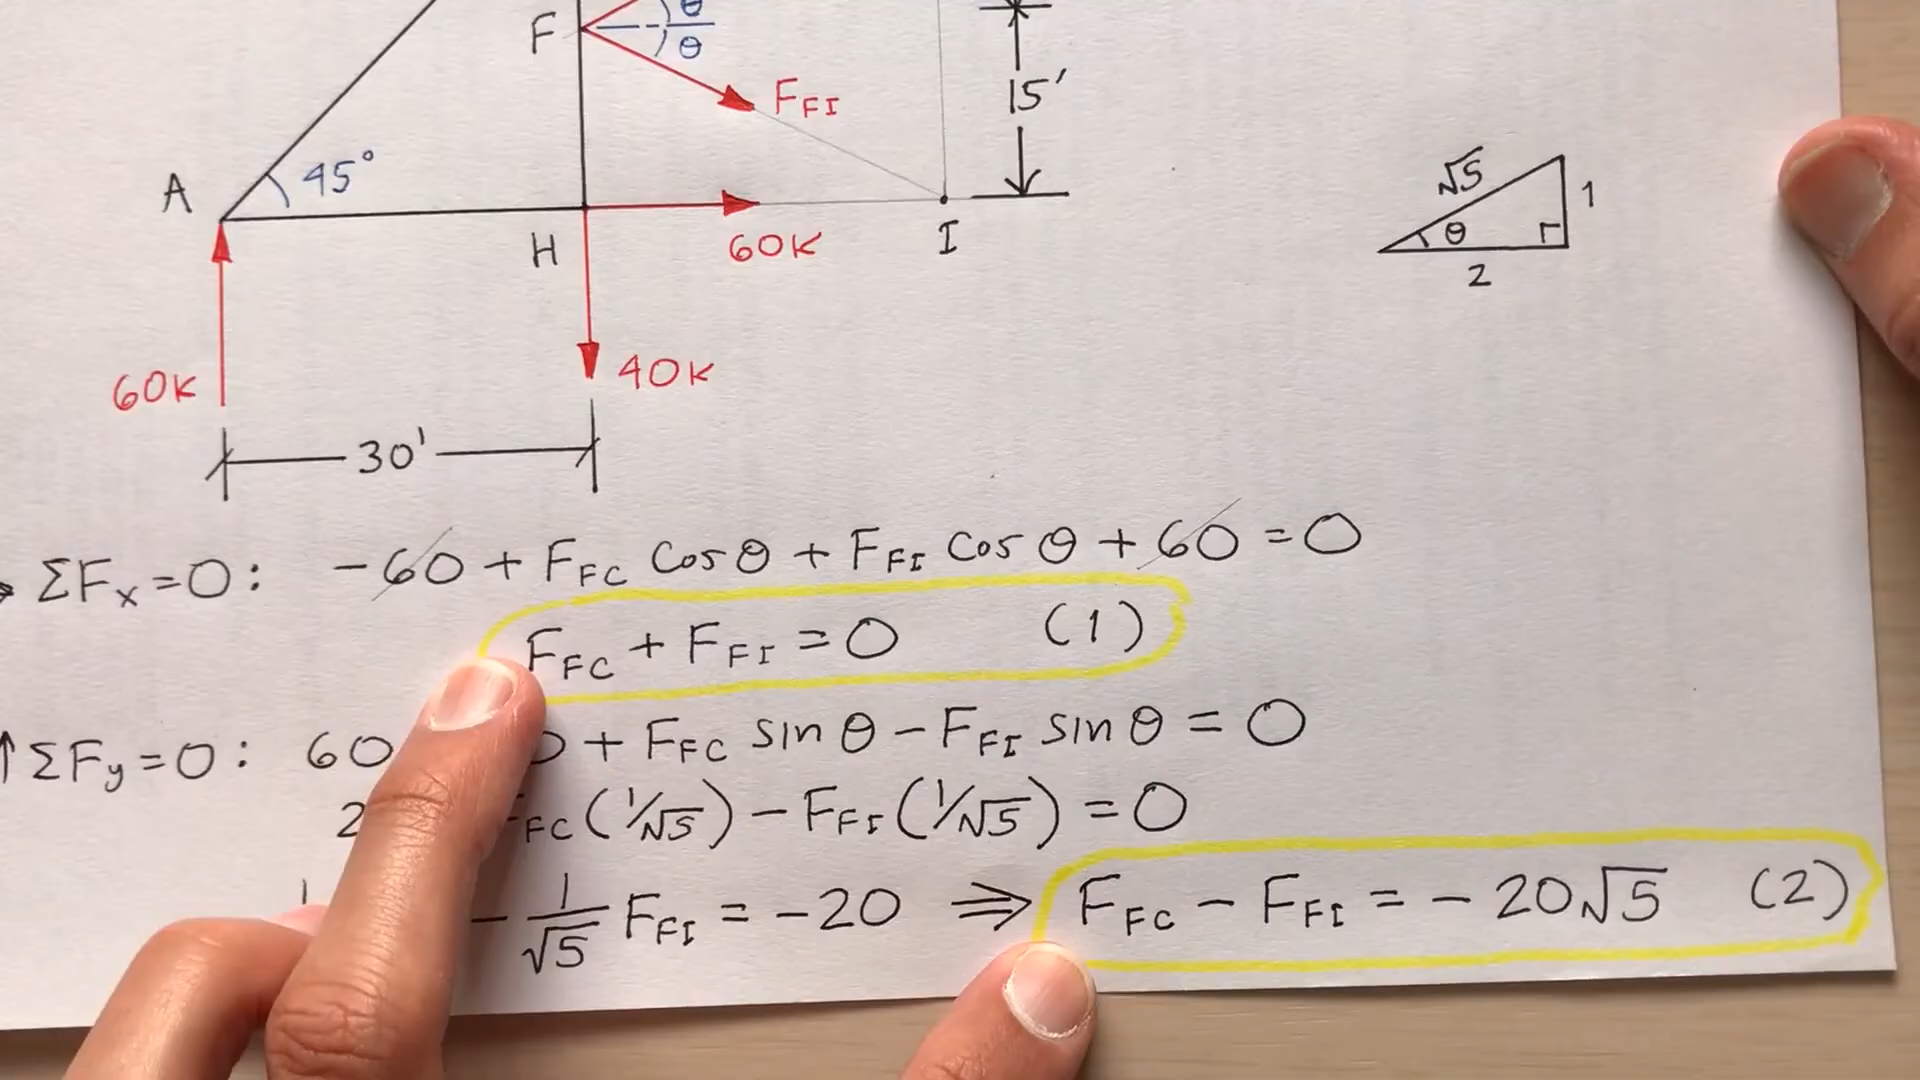 F
θ
θ
F_FI
15'
A
45°
√5
1
θ
2
H
60K
I
60K
40K
30'
ΣFx=0: -60 + F_FC cos θ + F_FI cos θ + 60 = 0
F_FC + F_FI = 0 (1)
↑ΣFy=0: 60 + F_FC sin θ - F_FI sin θ = 0
2 FC (1/√5) - F_FI (1/√5) = 0
- 1/√5 F_FI = -20 ⇒ F_FC - F_FI = - 20√5 (2)